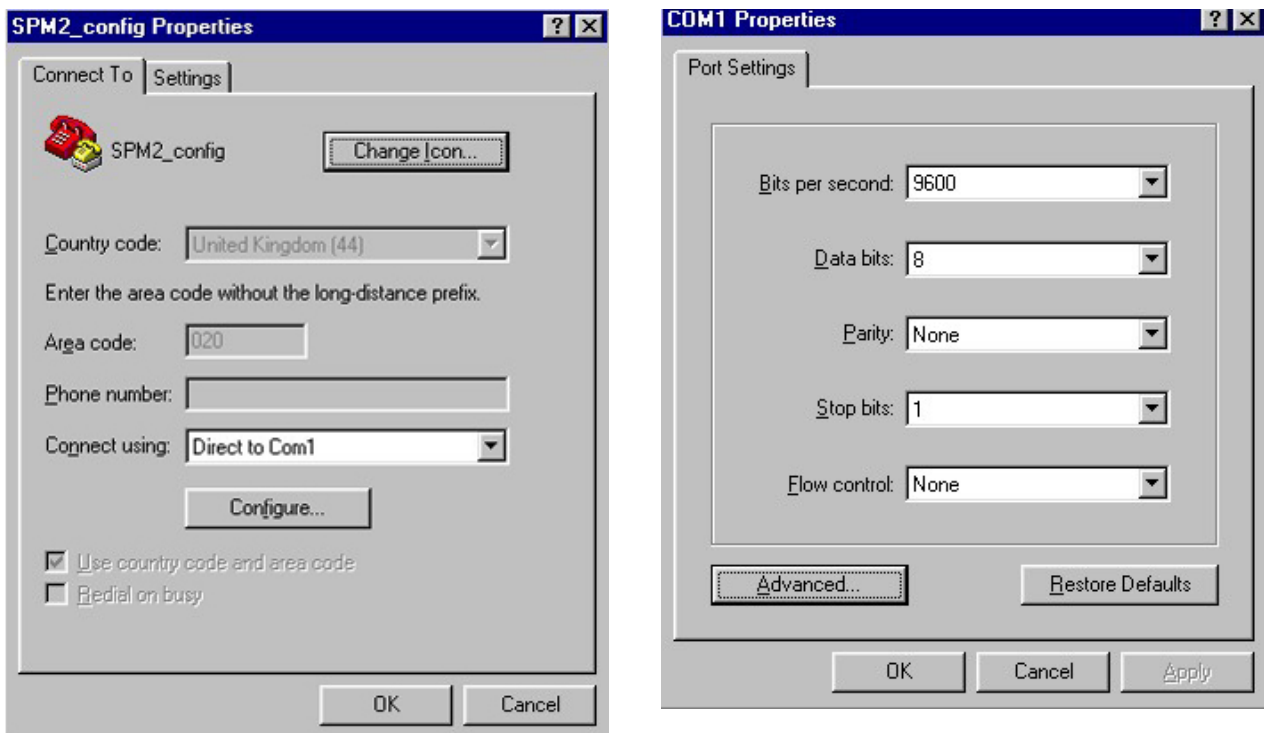 SPM2_config Properties
Connect To
Settings
SPM2_config
Change Icon...
Country code:
United Kingdom (44)
Enter the area code without the long-distance prefix.
Area code:
020
Phone number:
Connect using:
Direct to Com1
Configure...
Use country code and area code
Redial on busy
OK
Cancel
COM1 Properties
Port Settings
Bits per second:
9600
Data bits:
8
Parity:
None
Stop bits:
1
Flow control:
None
Advanced...
Restore Defaults
OK
Cancel
Apply